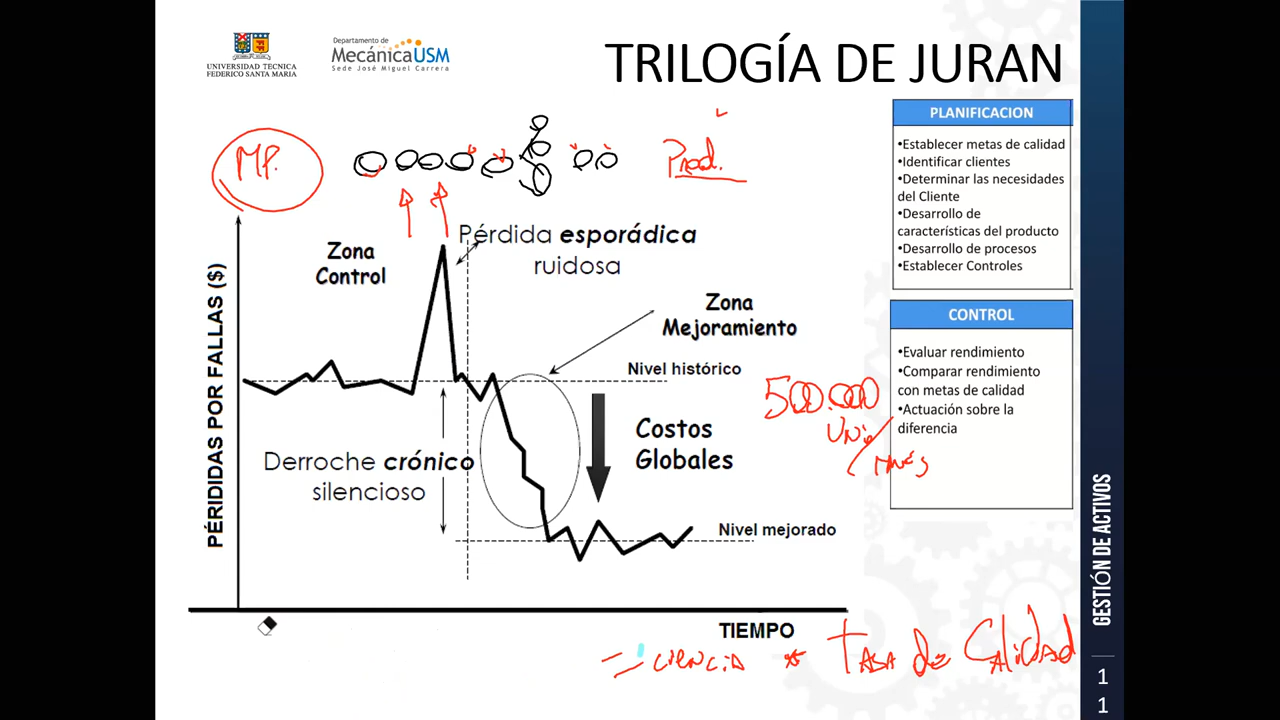 UNIVERSIDAD TECNICA
FEDERICO SANTA MARIA
Departamento de
MecánicaUSM
Sede José Miguel Carrera
TRILOGÍA DE JURAN
MP.
Prod.
PLANIFICACION
•Establecer metas de calidad
•Identificar clientes
•Determinar las necesidades
del Cliente
•Desarrollo de
características del producto
•Desarrollo de procesos
•Establecer Controles
CONTROL
•Evaluar rendimiento
•Comparar rendimiento
con metas de calidad
•Actuación sobre la
diferencia
PÉRDIDAS POR FALLAS ($)
Zona
Control
Pérdida esporádica
ruidosa
Zona
Mejoramiento
Nivel histórico
Derroche crónico
silencioso
Costos
Globales
Nivel mejorado
500.000
Uni/
mes
TIEMPO
ciencia * Tasa de Calidad
GESTIÓN DE ACTIVOS
1
1